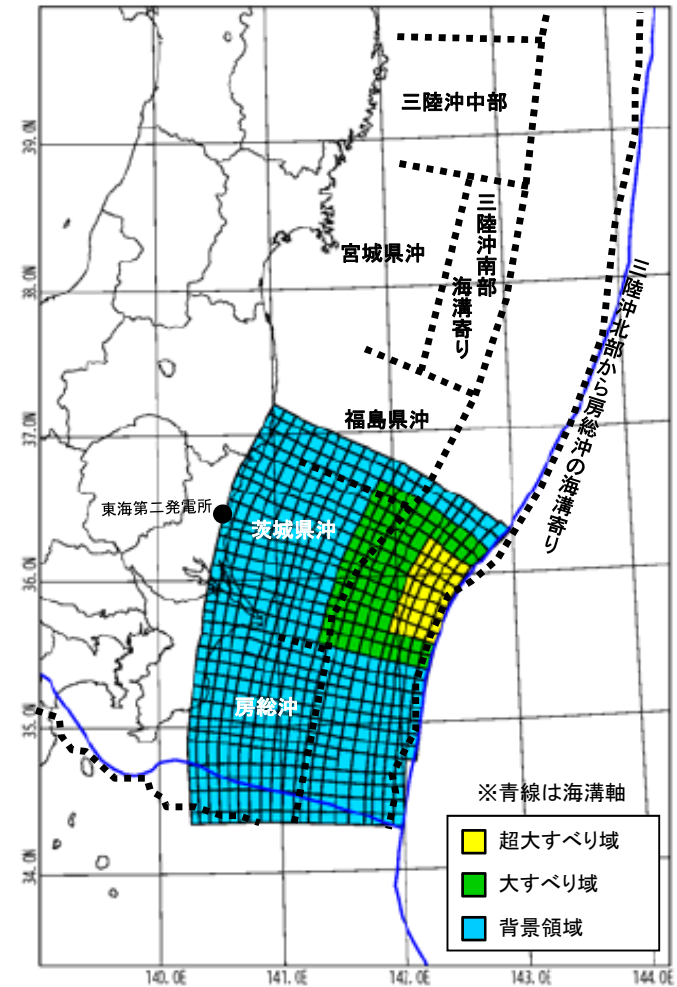 三陸沖中部
39.0N
三陸沖南部
海溝寄り
宮城県沖
38.0N
三陸沖北部から房総沖の海溝寄り
福島県沖
37.0N
東海第二発電所
茨城県沖
36.0N
房総沖
35.0N
※青線は海溝軸
超大すべり域
大すべり域
背景領域
34.0N
140.0E
141.0E
142.0E
143.0E
144.0E